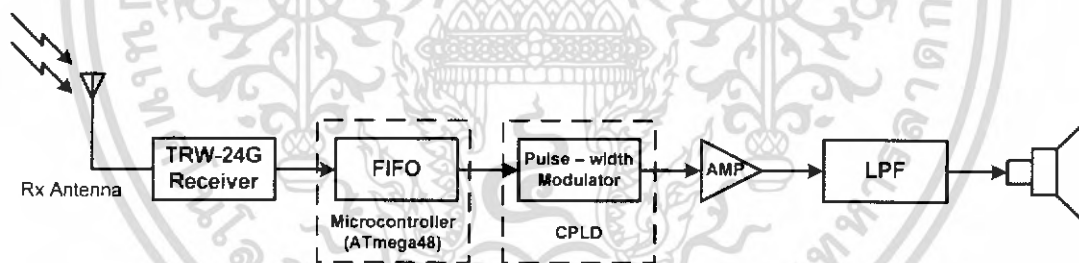 Rx Antenna
TRW-24G
Receiver
FIFO
Microcontroller
(ATmega48)
Pulse – width
Modulator
CPLD
AMP
LPF